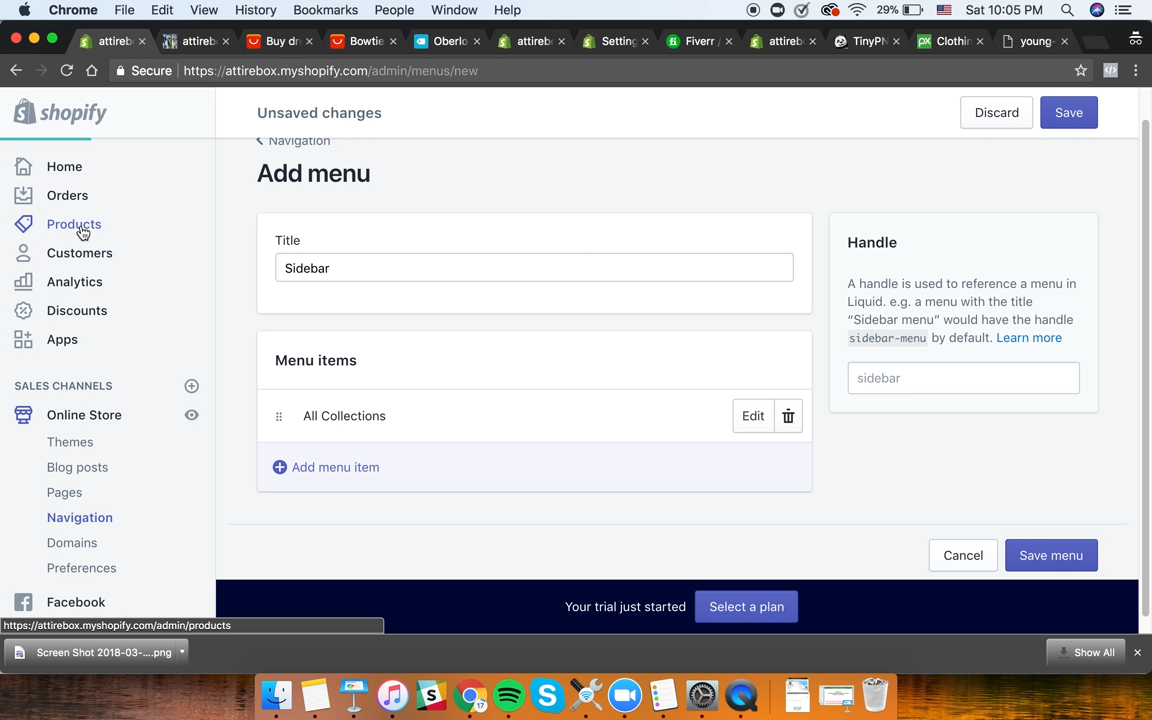 Chrome File Edit View History Bookmarks People Window Help 29% Sat 10:05 PM
attireb attireb Buy dr Bowtie Oberlo attireb Setting Fiverr / attireb TinyPN Clothin young-
Secure https://attirebox.myshopify.com/admin/menus/new
shopify
Unsaved changes
Discard
Save
Navigation
Add menu
Home
Orders
Products
Customers
Analytics
Discounts
Apps
SALES CHANNELS
Online Store
Themes
Blog posts
Pages
Navigation
Domains
Preferences
Facebook
Title
Sidebar
Menu items
All Collections
Edit
Add menu item
Handle
A handle is used to reference a menu in
Liquid. e.g. a menu with the title
“Sidebar menu” would have the handle
sidebar-menu by default. Learn more
sidebar
Cancel
Save menu
Your trial just started
Select a plan
https://attirebox.myshopify.com/admin/products
Screen Shot 2018-03-....png
Show All
17
PDF